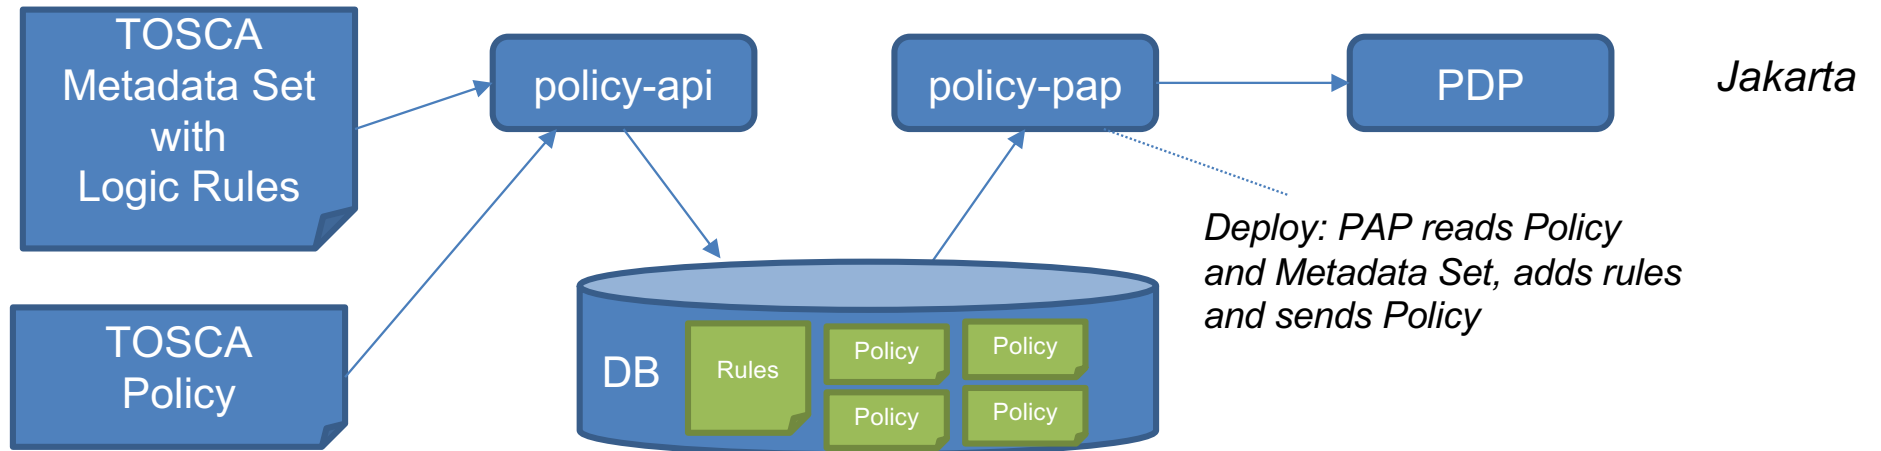 TOSCA
Metadata Set
with
Logic Rules
policy-api
policy-pap
PDP
Jakarta
Deploy: PAP reads Policy
and Metadata Set, adds rules
and sends Policy
TOSCA
Policy
DB
Rules
Policy
Policy
Policy
Policy